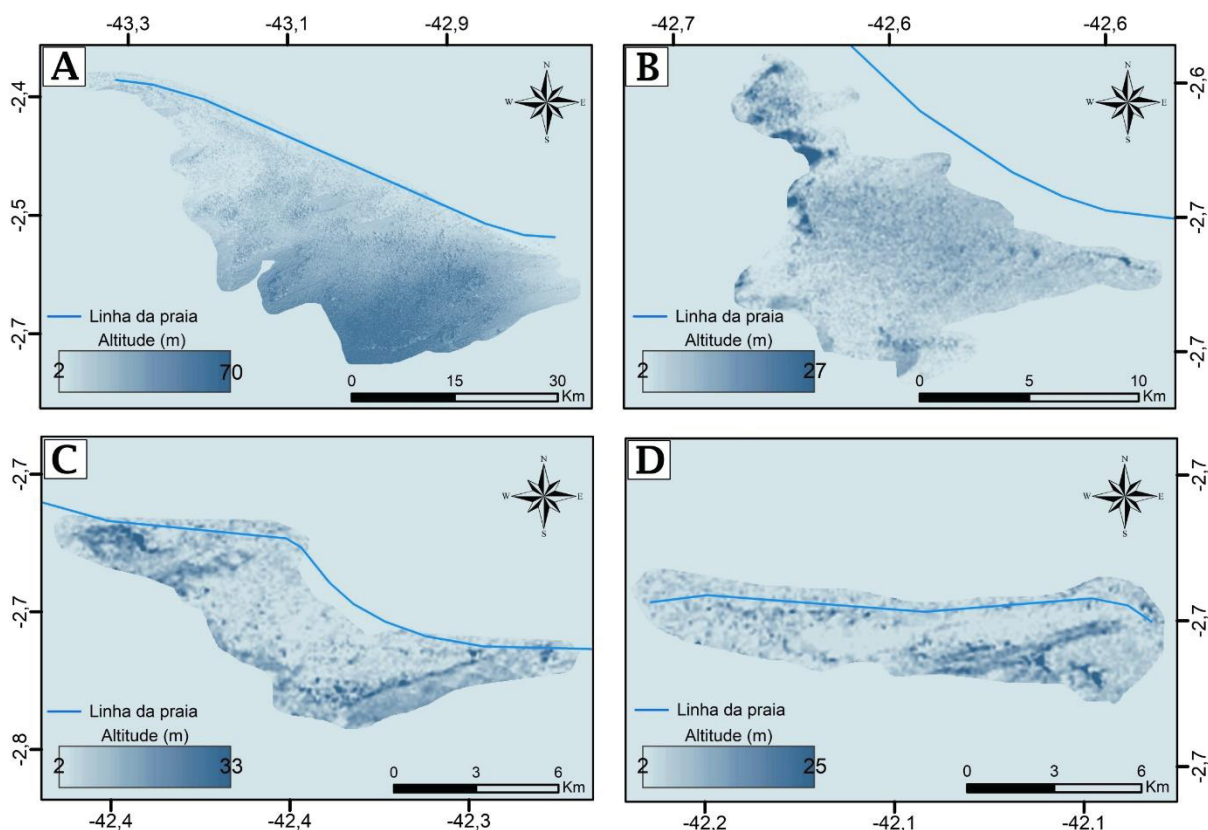 -43,3 -43,1 -42,9
A
N
W E
S
-2,4
-2,5
-2,7
Linha da praia
Altitude (m)
2 70
0 15 30
Km
-42,7 -42,6 -42,6
B
N
W E
S
-2,6
-2,7
-2,7
Linha da praia
Altitude (m)
2 27
0 5 10
Km
C
N
W E
S
-2,7
-2,7
-2,8
Linha da praia
Altitude (m)
2 33
0 3 6
Km
-42,4 -42,4 -42,3
D
N
W E
S
-2,7
-2,7
-2,7
Linha da praia
Altitude (m)
2 25
0 3 6
Km
-42.2 -42.1 -42.1